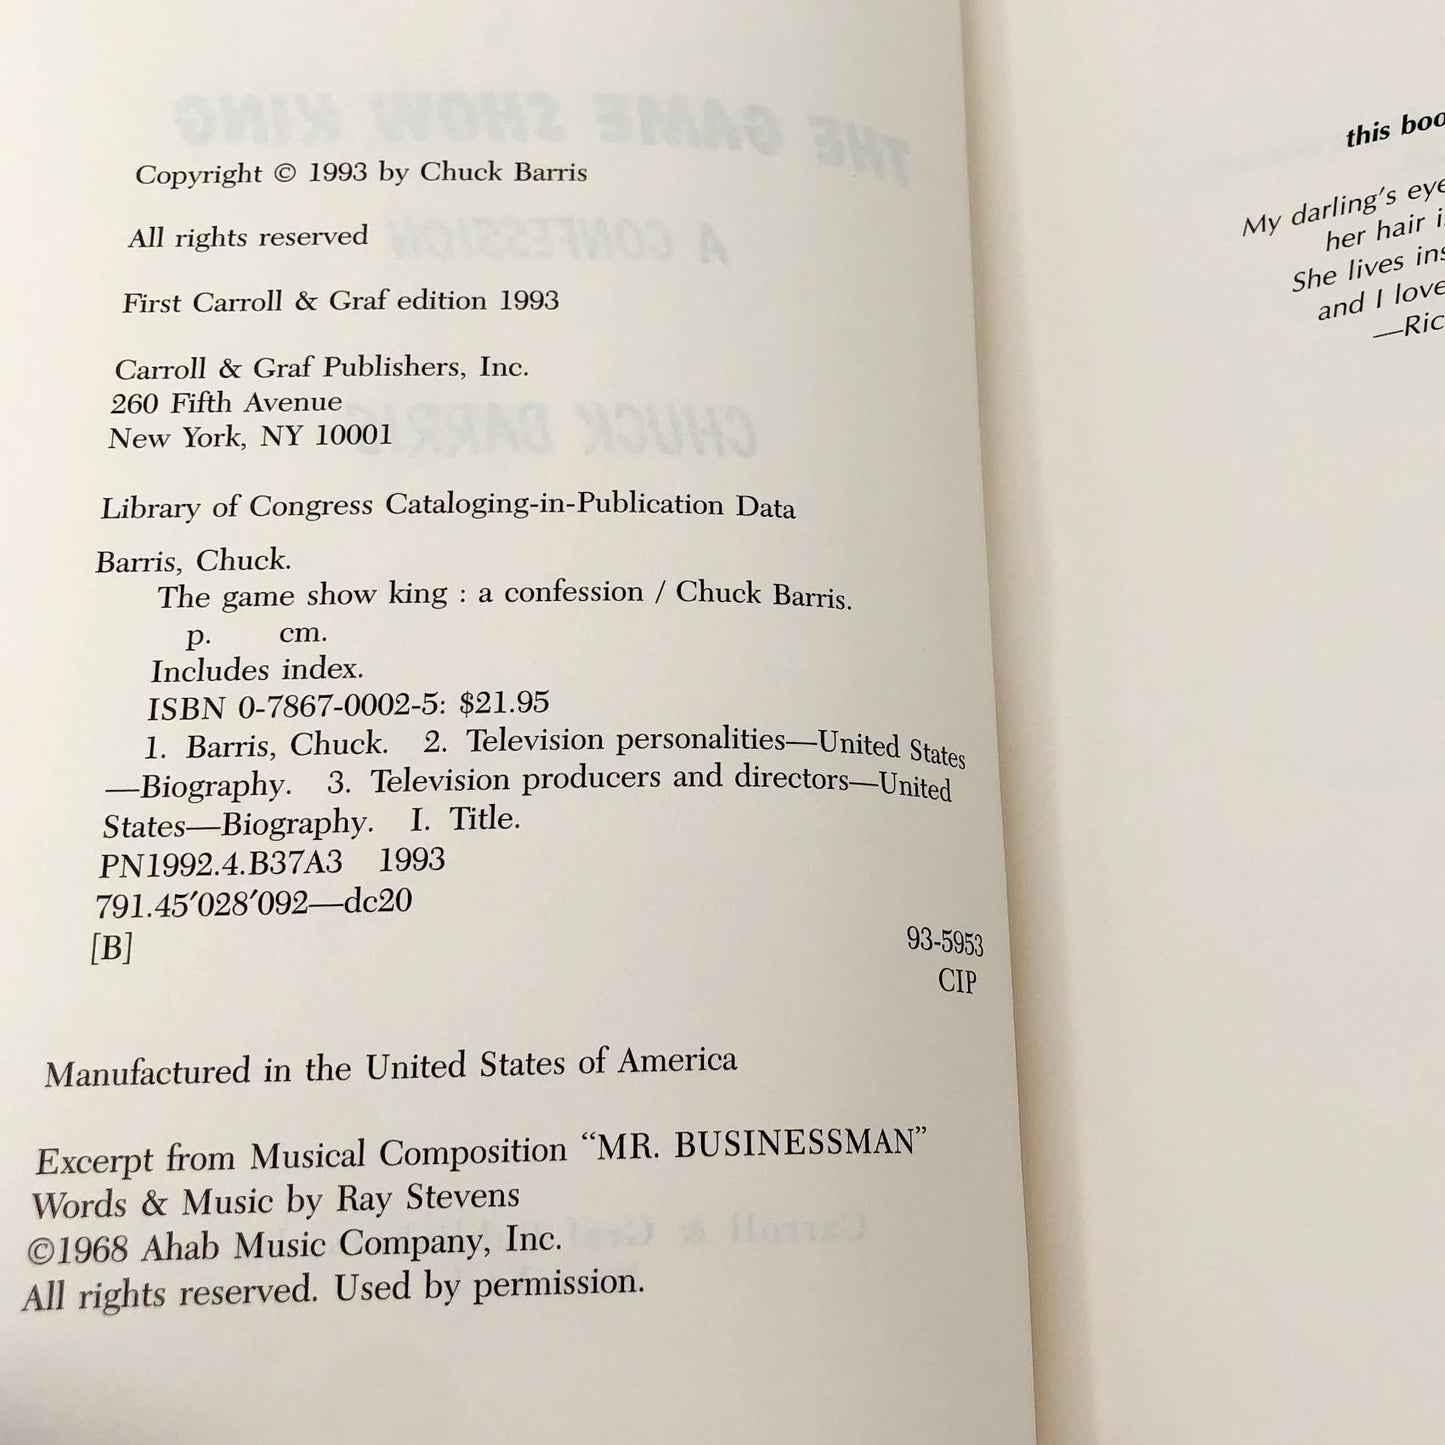 Copyright © 1993 by Chuck Barris
All rights reserved
First Carroll & Graf edition 1993
Carroll & Graf Publishers, Inc.
260 Fifth Avenue
New York, NY 10001
Library of Congress Cataloging-in-Publication Data
Barris, Chuck.
The game show king : a confession / Chuck Barris.
p. cm.
Includes index.
ISBN 0-7867-0002-5: $21.95
1. Barris, Chuck. 2. Television personalities—United States
—Biography. 3. Television producers and directors—United
States—Biography. I. Title.
PN1992.4.B37A3 1993
791.45′028′092—dc20
[B]
93-5953
CIP
Manufactured in the United States of America
Excerpt from Musical Composition “MR. BUSINESSMAN”
Words & Music by Ray Stevens
©1968 Ahab Music Company, Inc.
All rights reserved. Used by permission.
this
My darling's
her hair
She lives
and I love